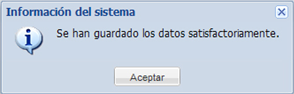 Información del sistema
Se han guardado los datos satisfactoriamente.
Aceptar